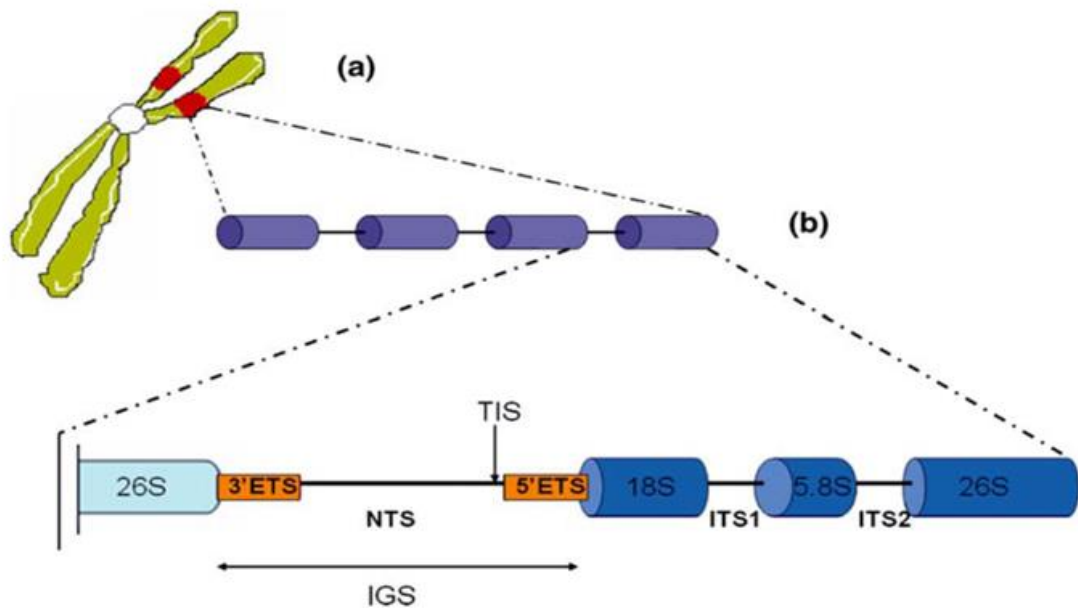 (a)
(b)
TIS
26S 3'ETS 5'ETS 18S 5.8S 26S
NTS ITS1 ITS2
IGS